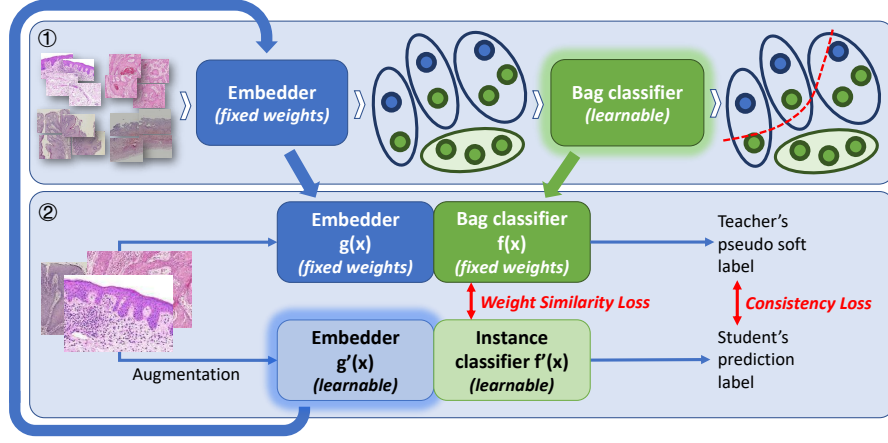 ①
Embedder
(fixed weights)
Bag classifier
(learnable)
②
Embedder
g(x)
(fixed weights)
Bag classifier
f(x)
(fixed weights)
Teacher's
pseudo soft
label
Weight Similarity Loss
Consistency Loss
Augmentation
Embedder
g'(x)
(learnable)
Instance
classifier f'(x)
(learnable)
Student's
prediction
label